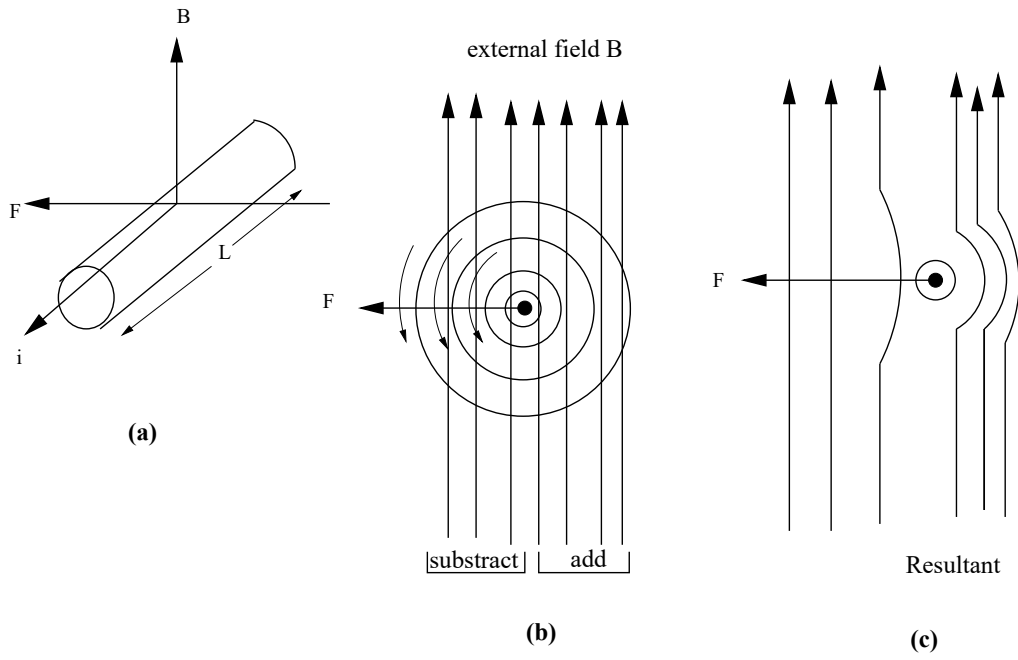 B
F
L
i
(a)
external field B
F
substract
add
(b)
F
Resultant
(c)